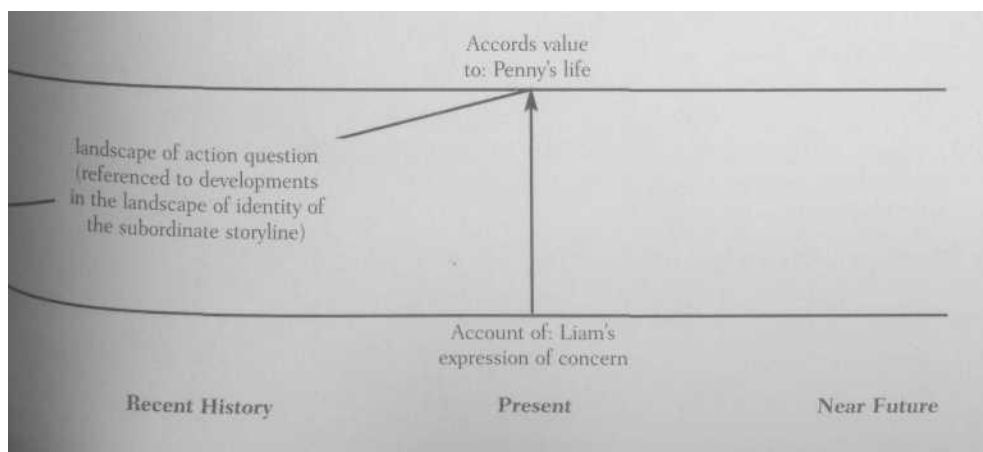 Accords value
to: Penny's life
landscape of action question
(referenced to developments
in the landscape of identity of
the subordinate storyline)
Account of: Liam's
expression of concern
Recent History
Present
Near Future